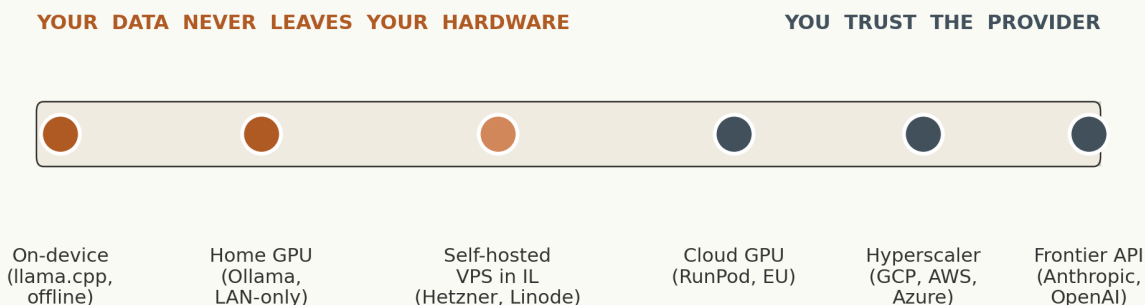 YOUR DATA NEVER LEAVES YOUR HARDWARE
YOU TRUST THE PROVIDER
On-device
(llama.cpp,
offline)
Home GPU
(Ollama,
LAN-only)
Self-hosted
VPS in IL
(Hetzner, Linode)
Cloud GPU
(RunPod, EU)
Hyperscaler
(GCP, AWS,
Azure)
Frontier API
(Anthropic,
OpenAI)